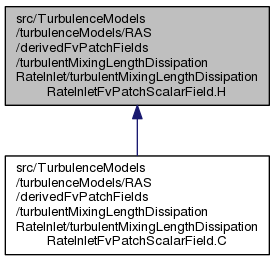 src/TurbulenceModels
/turbulenceModels/RAS
/derivedFvPatchFields
/turbulentMixingLengthDissipation
RateInlet/turbulentMixingLengthDissipation
RateInletFvPatchScalarField.H
src/TurbulenceModels
/turbulenceModels/RAS
/derivedFvPatchFields
/turbulentMixingLengthDissipation
RateInlet/turbulentMixingLengthDissipation
RateInletFvPatchScalarField.C